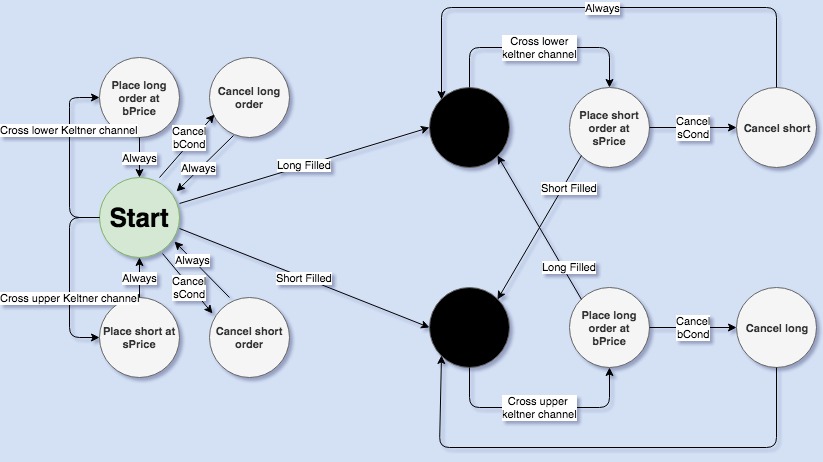 Always
Cross lower
keltner channel
Place long
order at
bPrice
Cancel long
order
Cross lower Keltner channel
Cancel
bCond
Always
Always
Long Filled
Place short
order at
sPrice
Cancel
sCond
Cancel short
Start
Short Filled
Always
Cancel
sCond
Always
Short Filled
Long Filled
Cross upper Keltner channel
Place short at
sPrice
Cancel short
order
Place long
order at
bPrice
Cancel
bCond
Cancel long
Cross upper
keltner channel